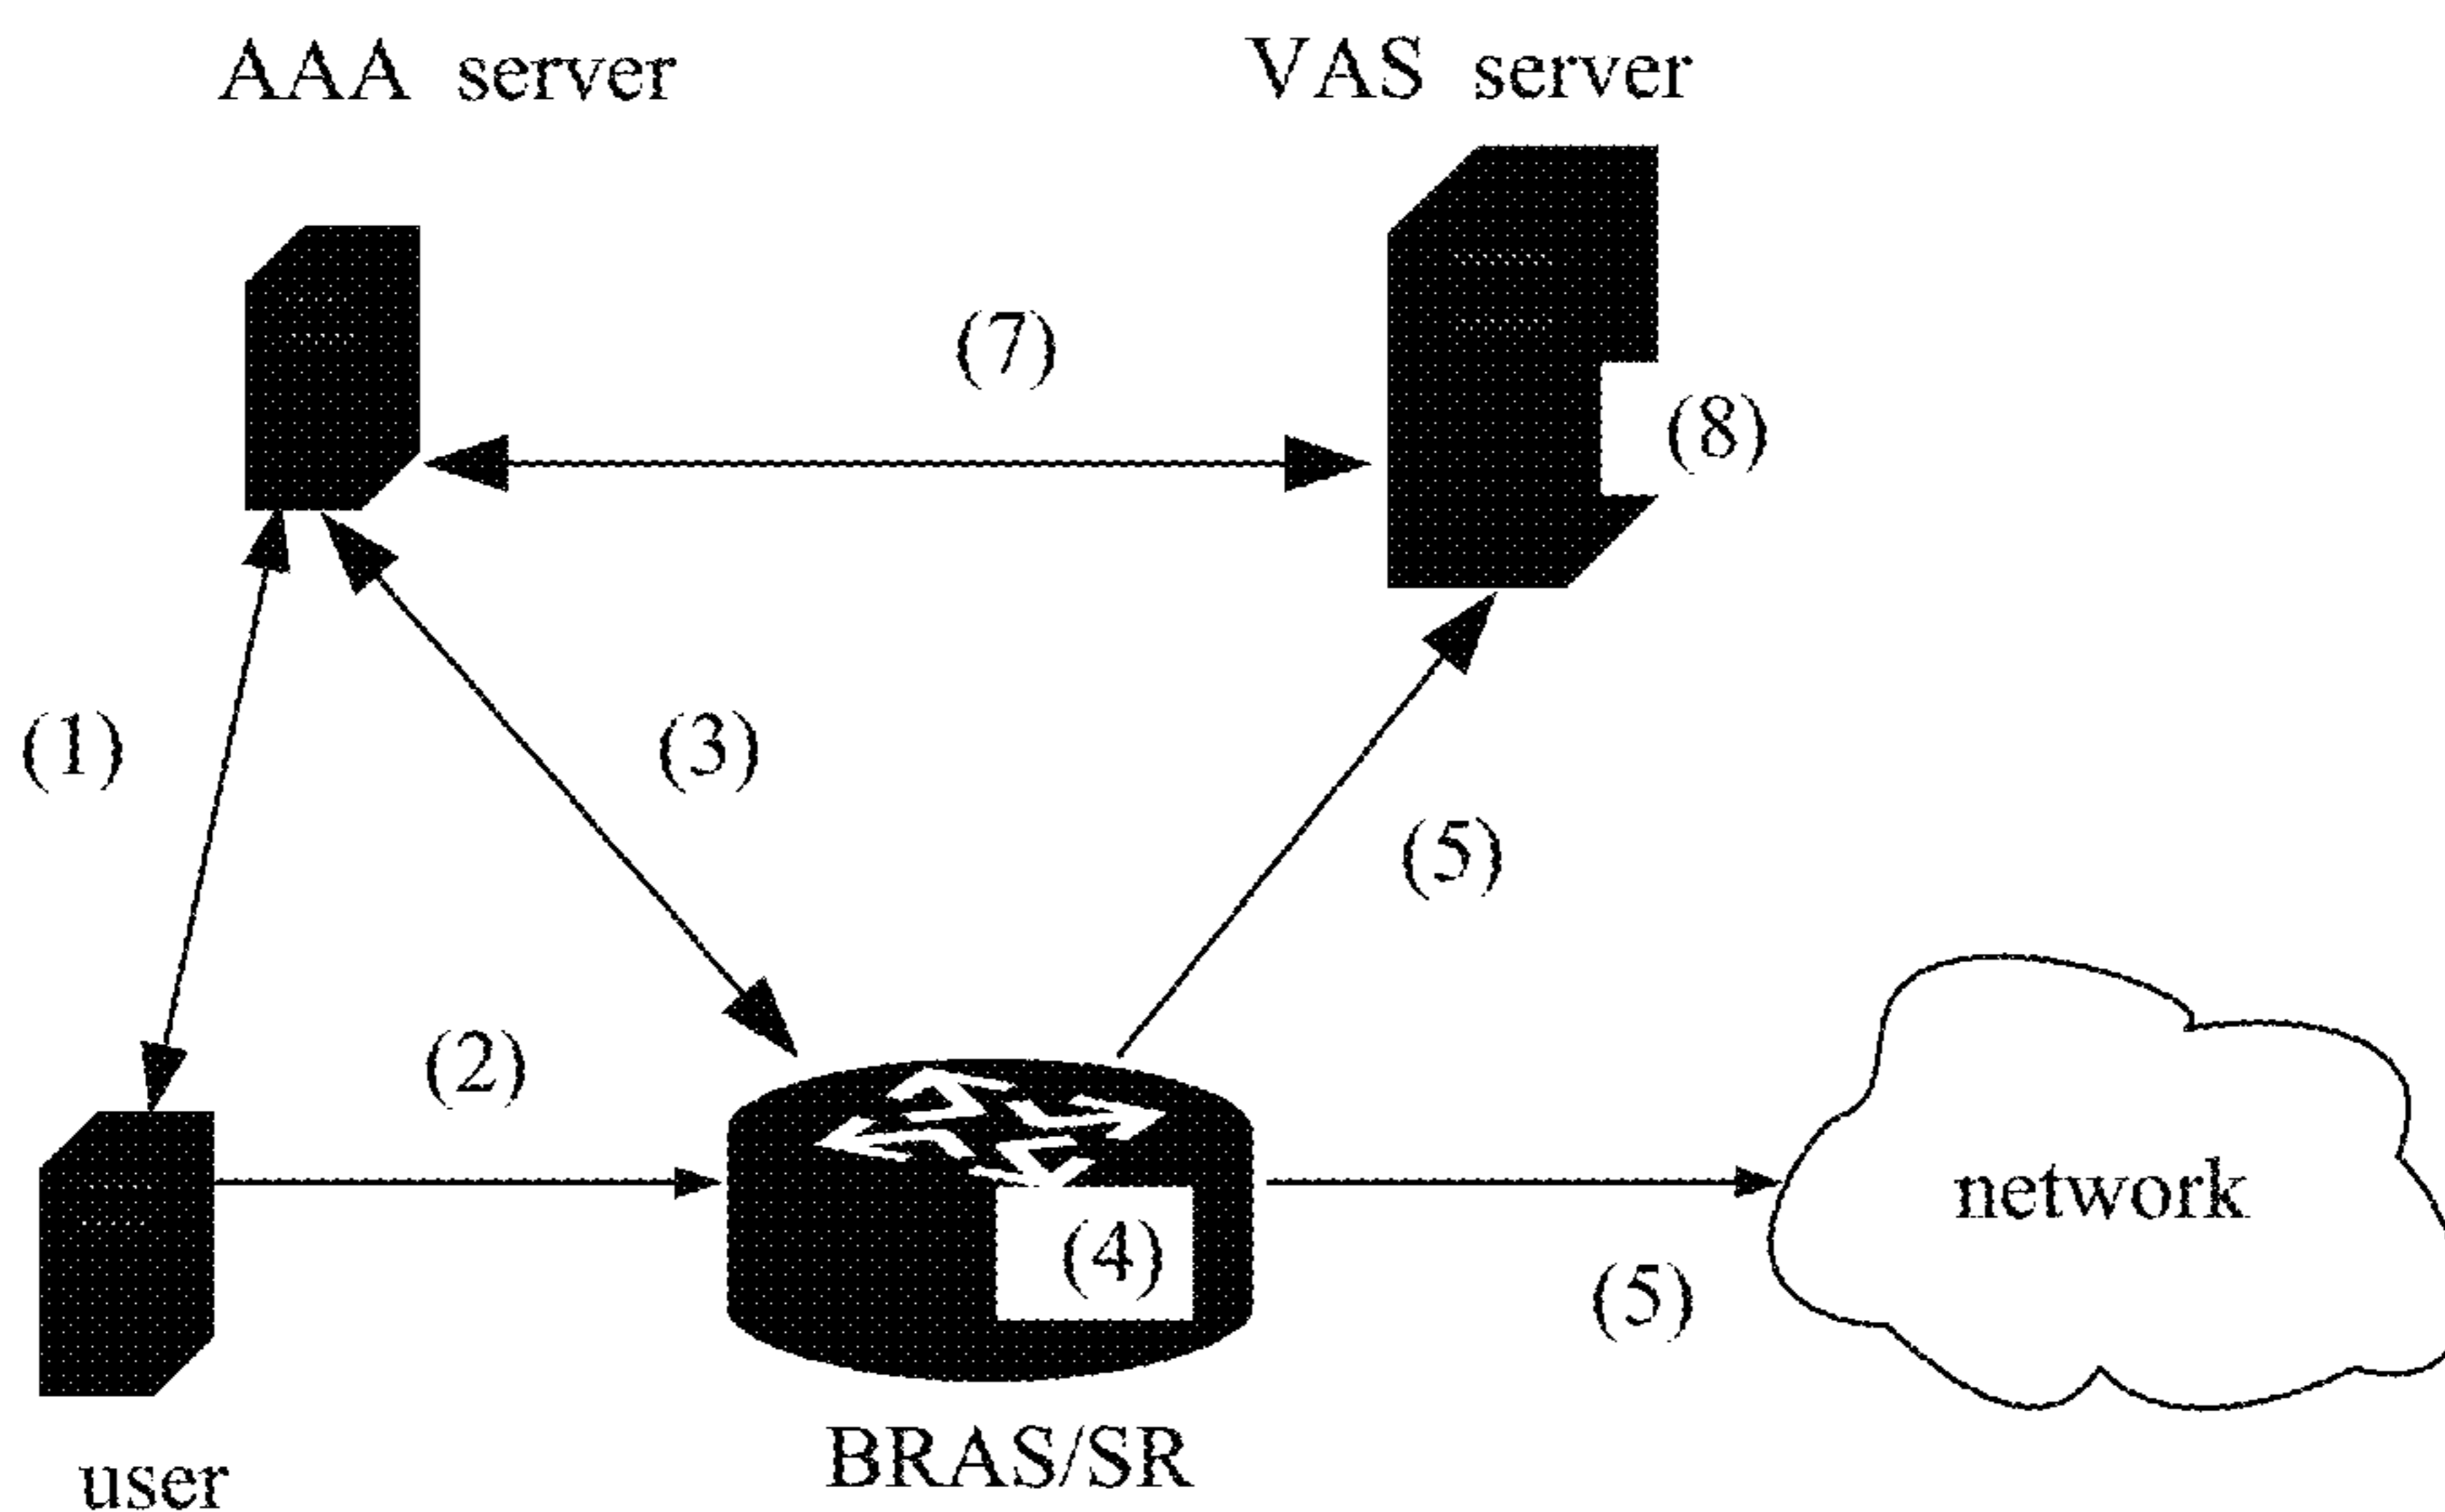 AAA server
VAS server
(7)
(8)
(1)
(3)
(5)
(2)
(4)
network
(5)
BRAS/SR
user